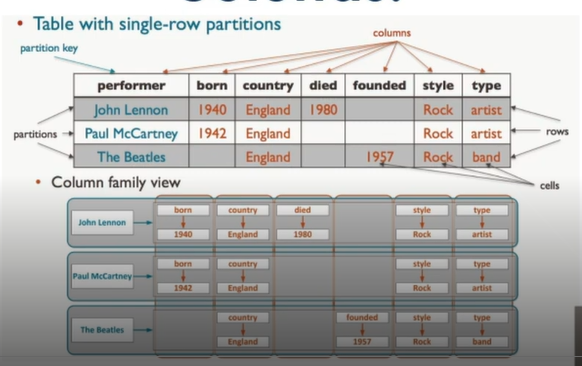 • Table with single-row partitions
columns
partition key
performer born country died founded style type
John Lennon 1940 England 1980 Rock artist
partitions Paul McCartney 1942 England Rock artist rows
The Beatles England 1957 Rock band
• Column family view
cells
born country died style type
John Lennon
1940 England 1980 Rock artist
born country style type
Paul McCartney
1942 England Rock artist
country founded style type
The Beatles
England 1957 Rock band